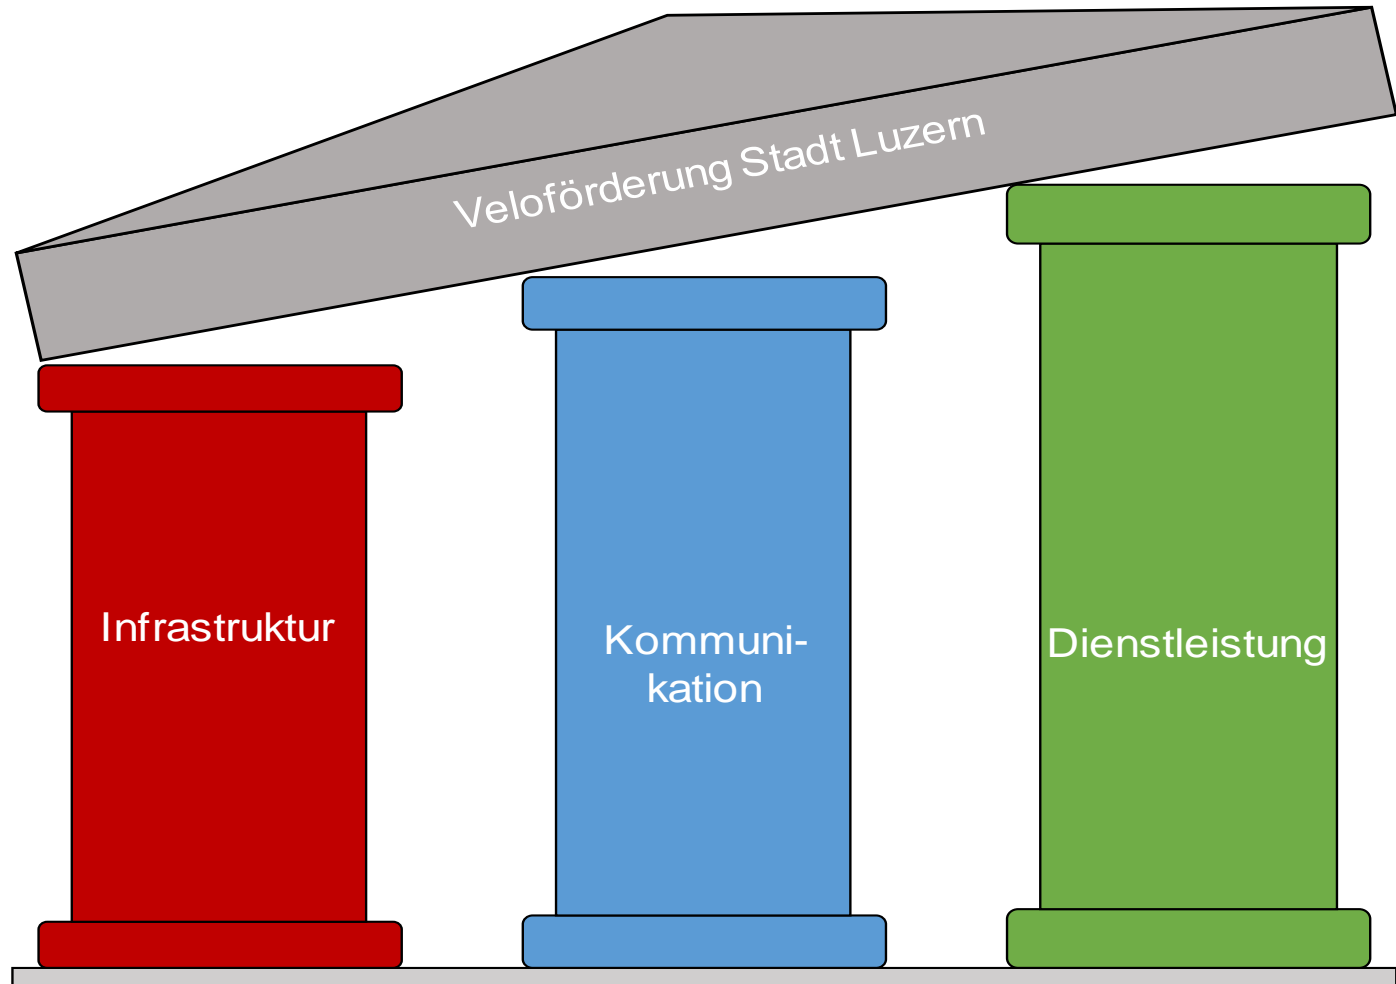 Veloförderung Stadt Luzern
Infrastruktur
Kommuni-
kation
Dienstleistung